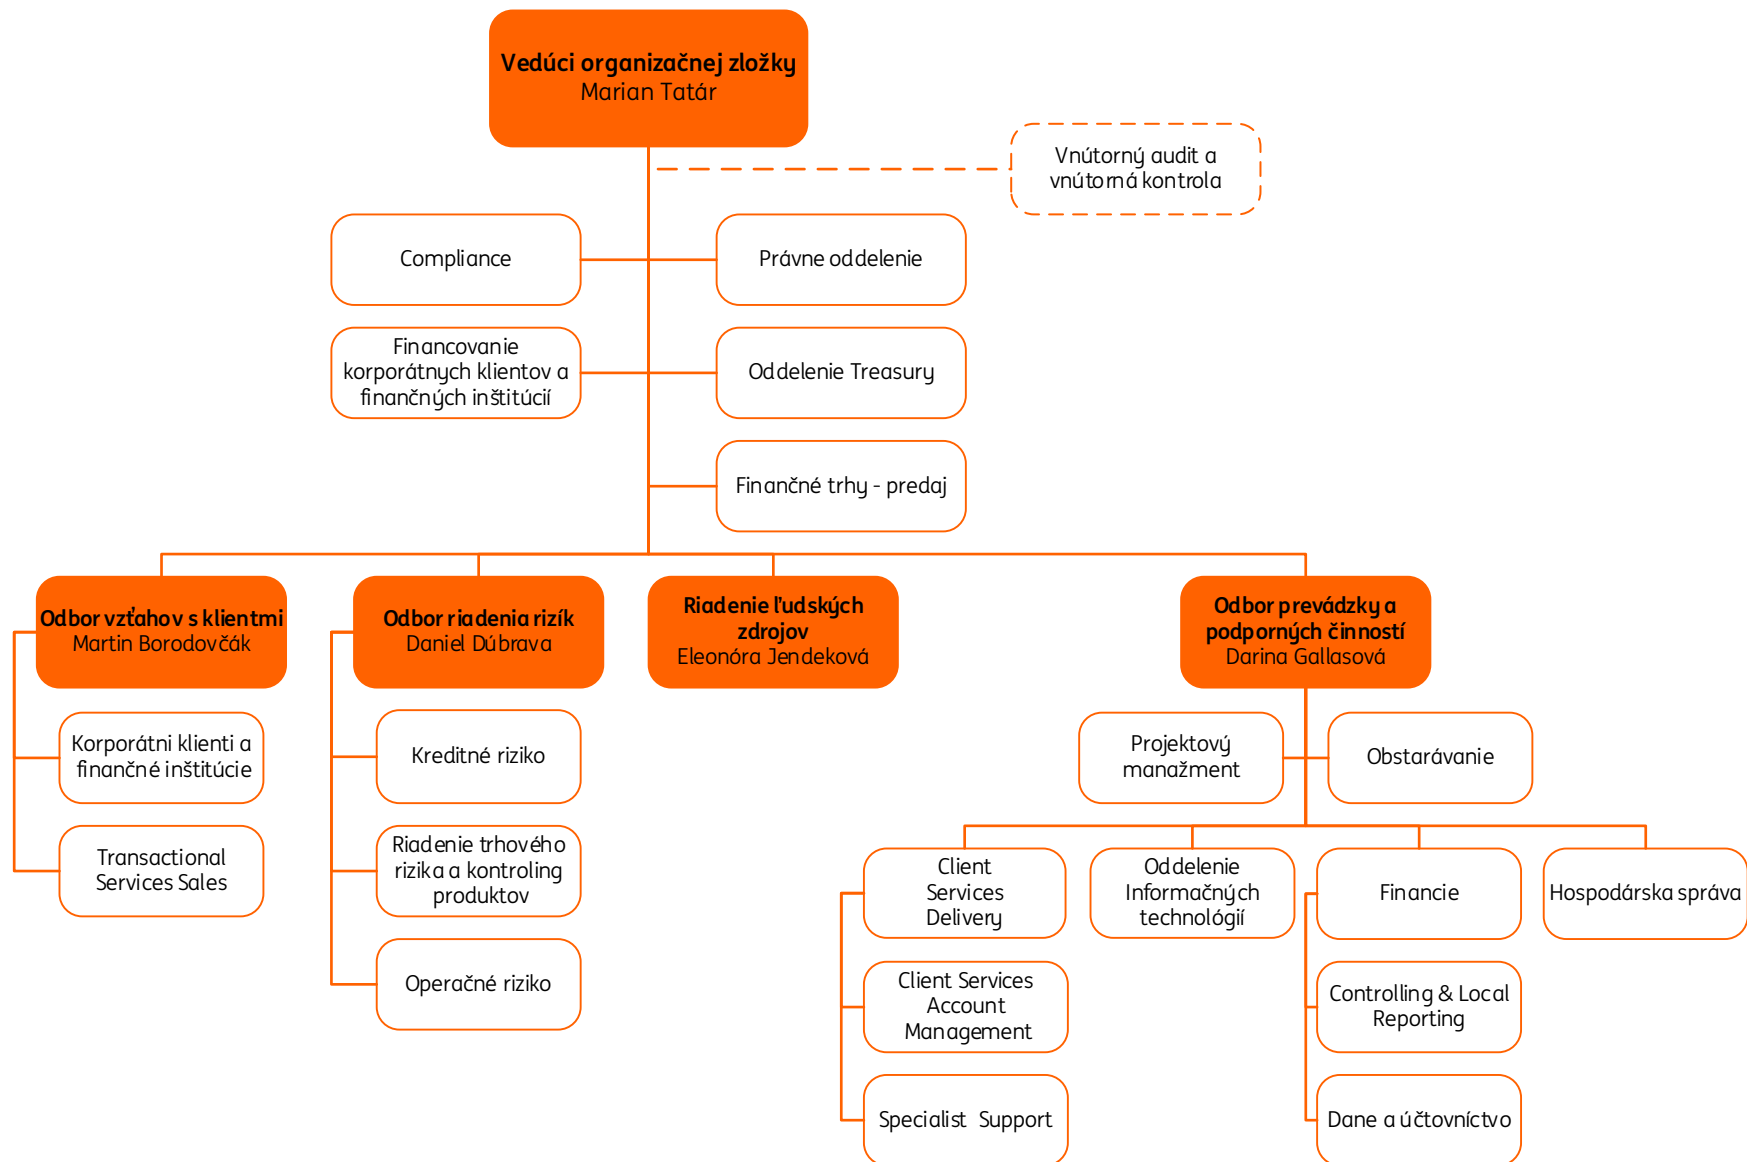 Vedúci organizačnej zložky
Marian Tatár
Vnútorný audit a
vnútorná kontrola
Compliance
Právne oddelenie
Financovanie
korporátnych klientov a
finančných inštitúcií
Oddelenie Treasury
Finančné trhy - predaj
Odbor vzťahov s klientmi
Martin Borodovčák
Odbor riadenia rizík
Daniel Dúbrava
Riadenie ľudských
zdrojov
Eleonóra Jendeková
Odbor prevádzky a
podporných činností
Darina Gallasová
Korporátni klienti a
finančné inštitúcie
Kreditné riziko
Projektový
manažment
Obstarávanie
Transactional
Services Sales
Riadenie trhového
rizika a kontroling
produktov
Client
Services
Delivery
Oddelenie
Informačných
technológií
Financie
Hospodárska správa
Operačné riziko
Client Services
Account
Management
Controlling & Local
Reporting
Specialist Support
Dane a účtovníctvo